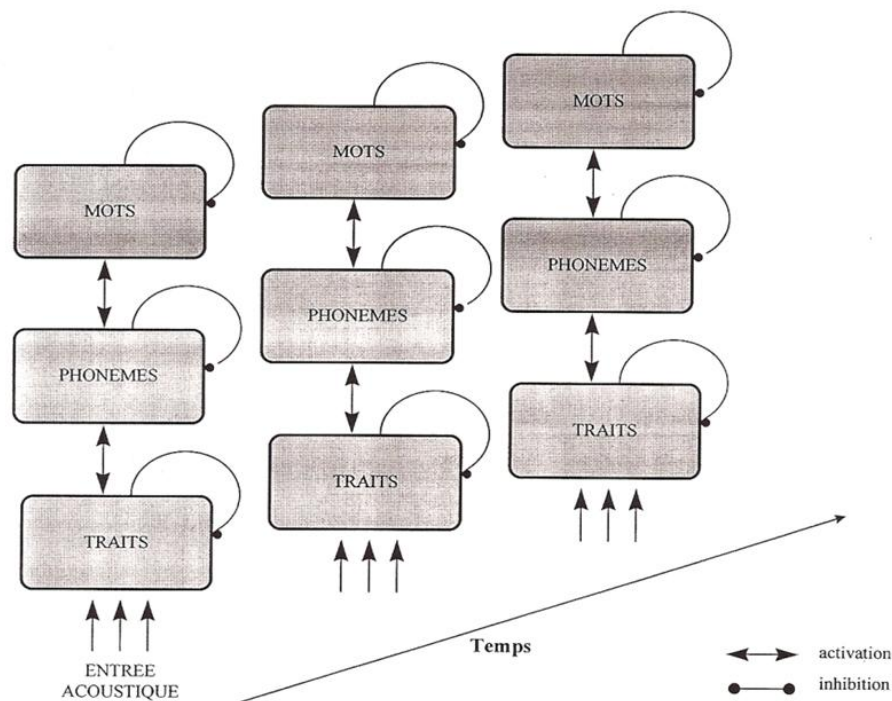 MOTS
PHONEMES
TRAITS
ENTREE
ACOUSTIQUE
MOTS
PHONEMES
TRAITS
MOTS
PHONEMES
TRAITS
Temps
activation
inhibition